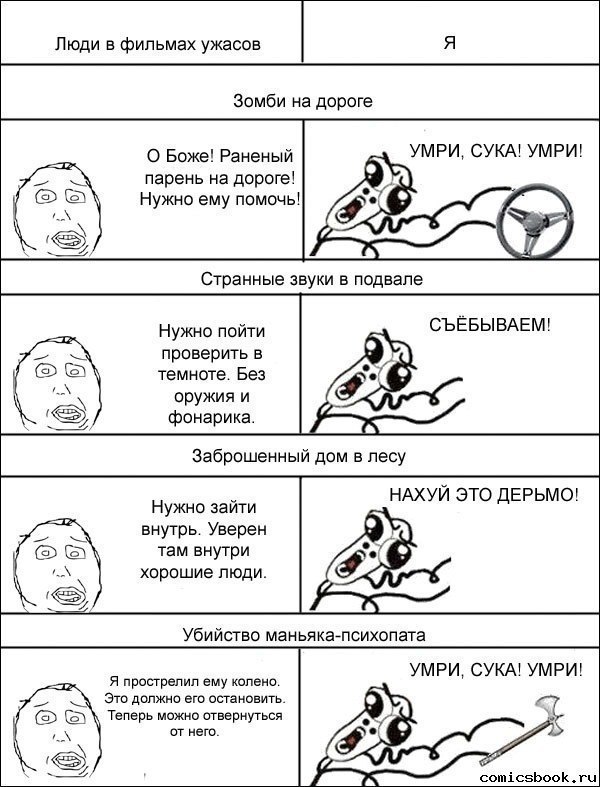 Люди в фильмах ужасов
Я
Зомби на дороге
О Боже! Раненый
парень на дороге!
Нужно ему помочь!
УМРИ, СУКА! УМРИ!
Странные звуки в подвале
Нужно пойти
проверить в
темноте. Без
оружия и
фонарика.
СЪЁБЫВАЕМ!
Заброшенный дом в лесу
Нужно зайти
внутрь. Уверен
там внутри
хорошие люди.
НАХУЙ ЭТО ДЕРЬМО!
Убийство маньяка-психопата
Я прострелил ему колено.
Это должно его остановить.
Теперь можно отвернуться
от него.
УМРИ, СУКА! УМРИ!
comicsbook.ru